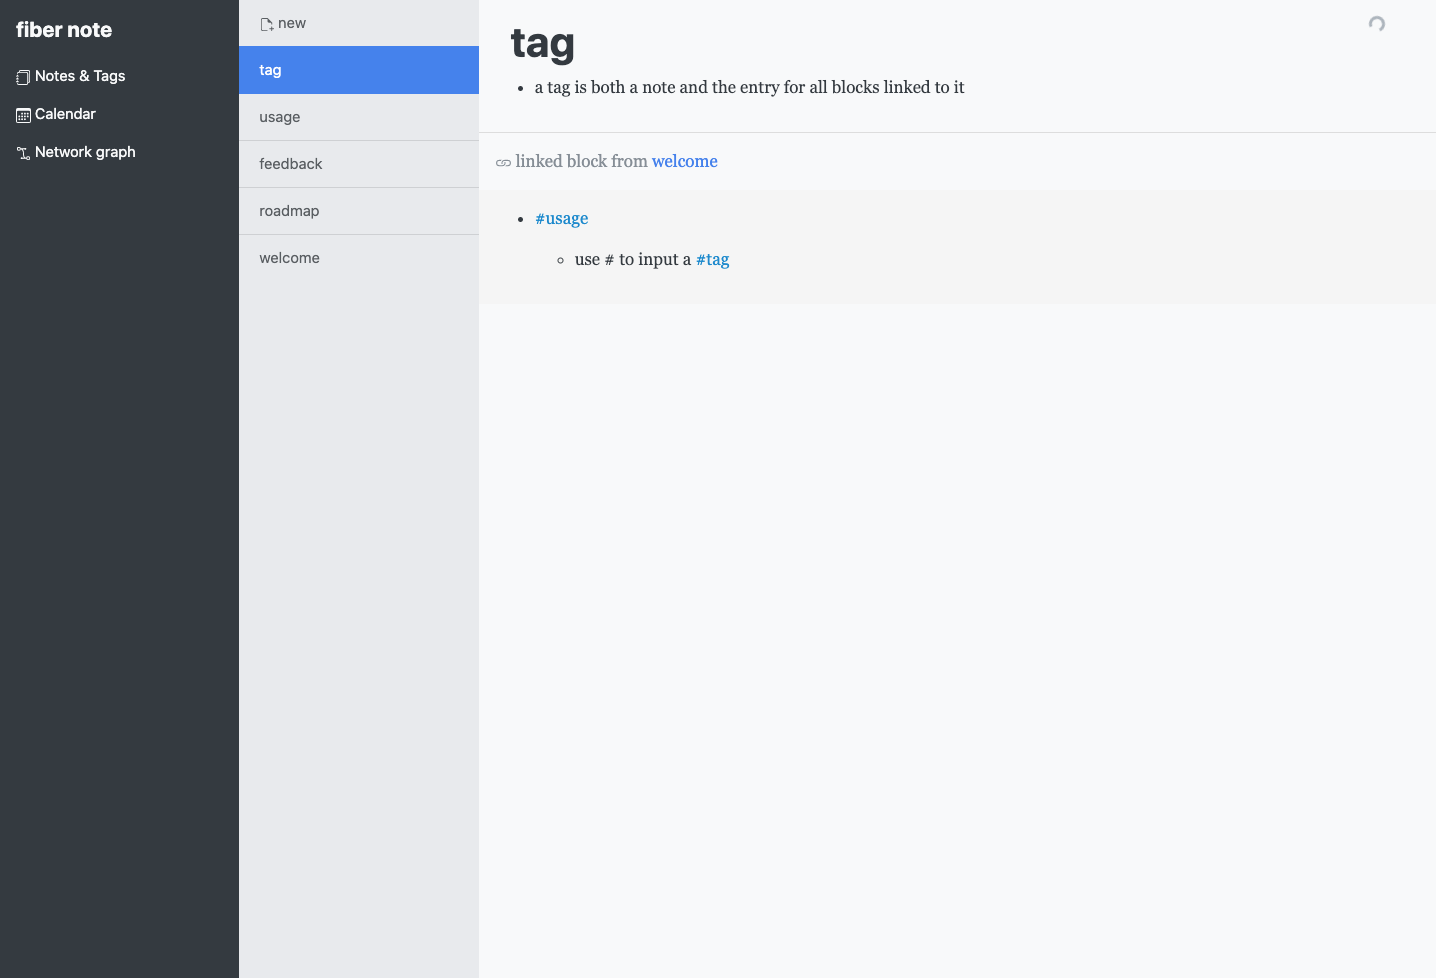 fiber note
Notes & Tags
Calendar
Network graph
new
tag
usage
feedback
roadmap
welcome
tag
a tag is both a note and the entry for all blocks linked to it
linked block from welcome
#usage
use # to input a #tag